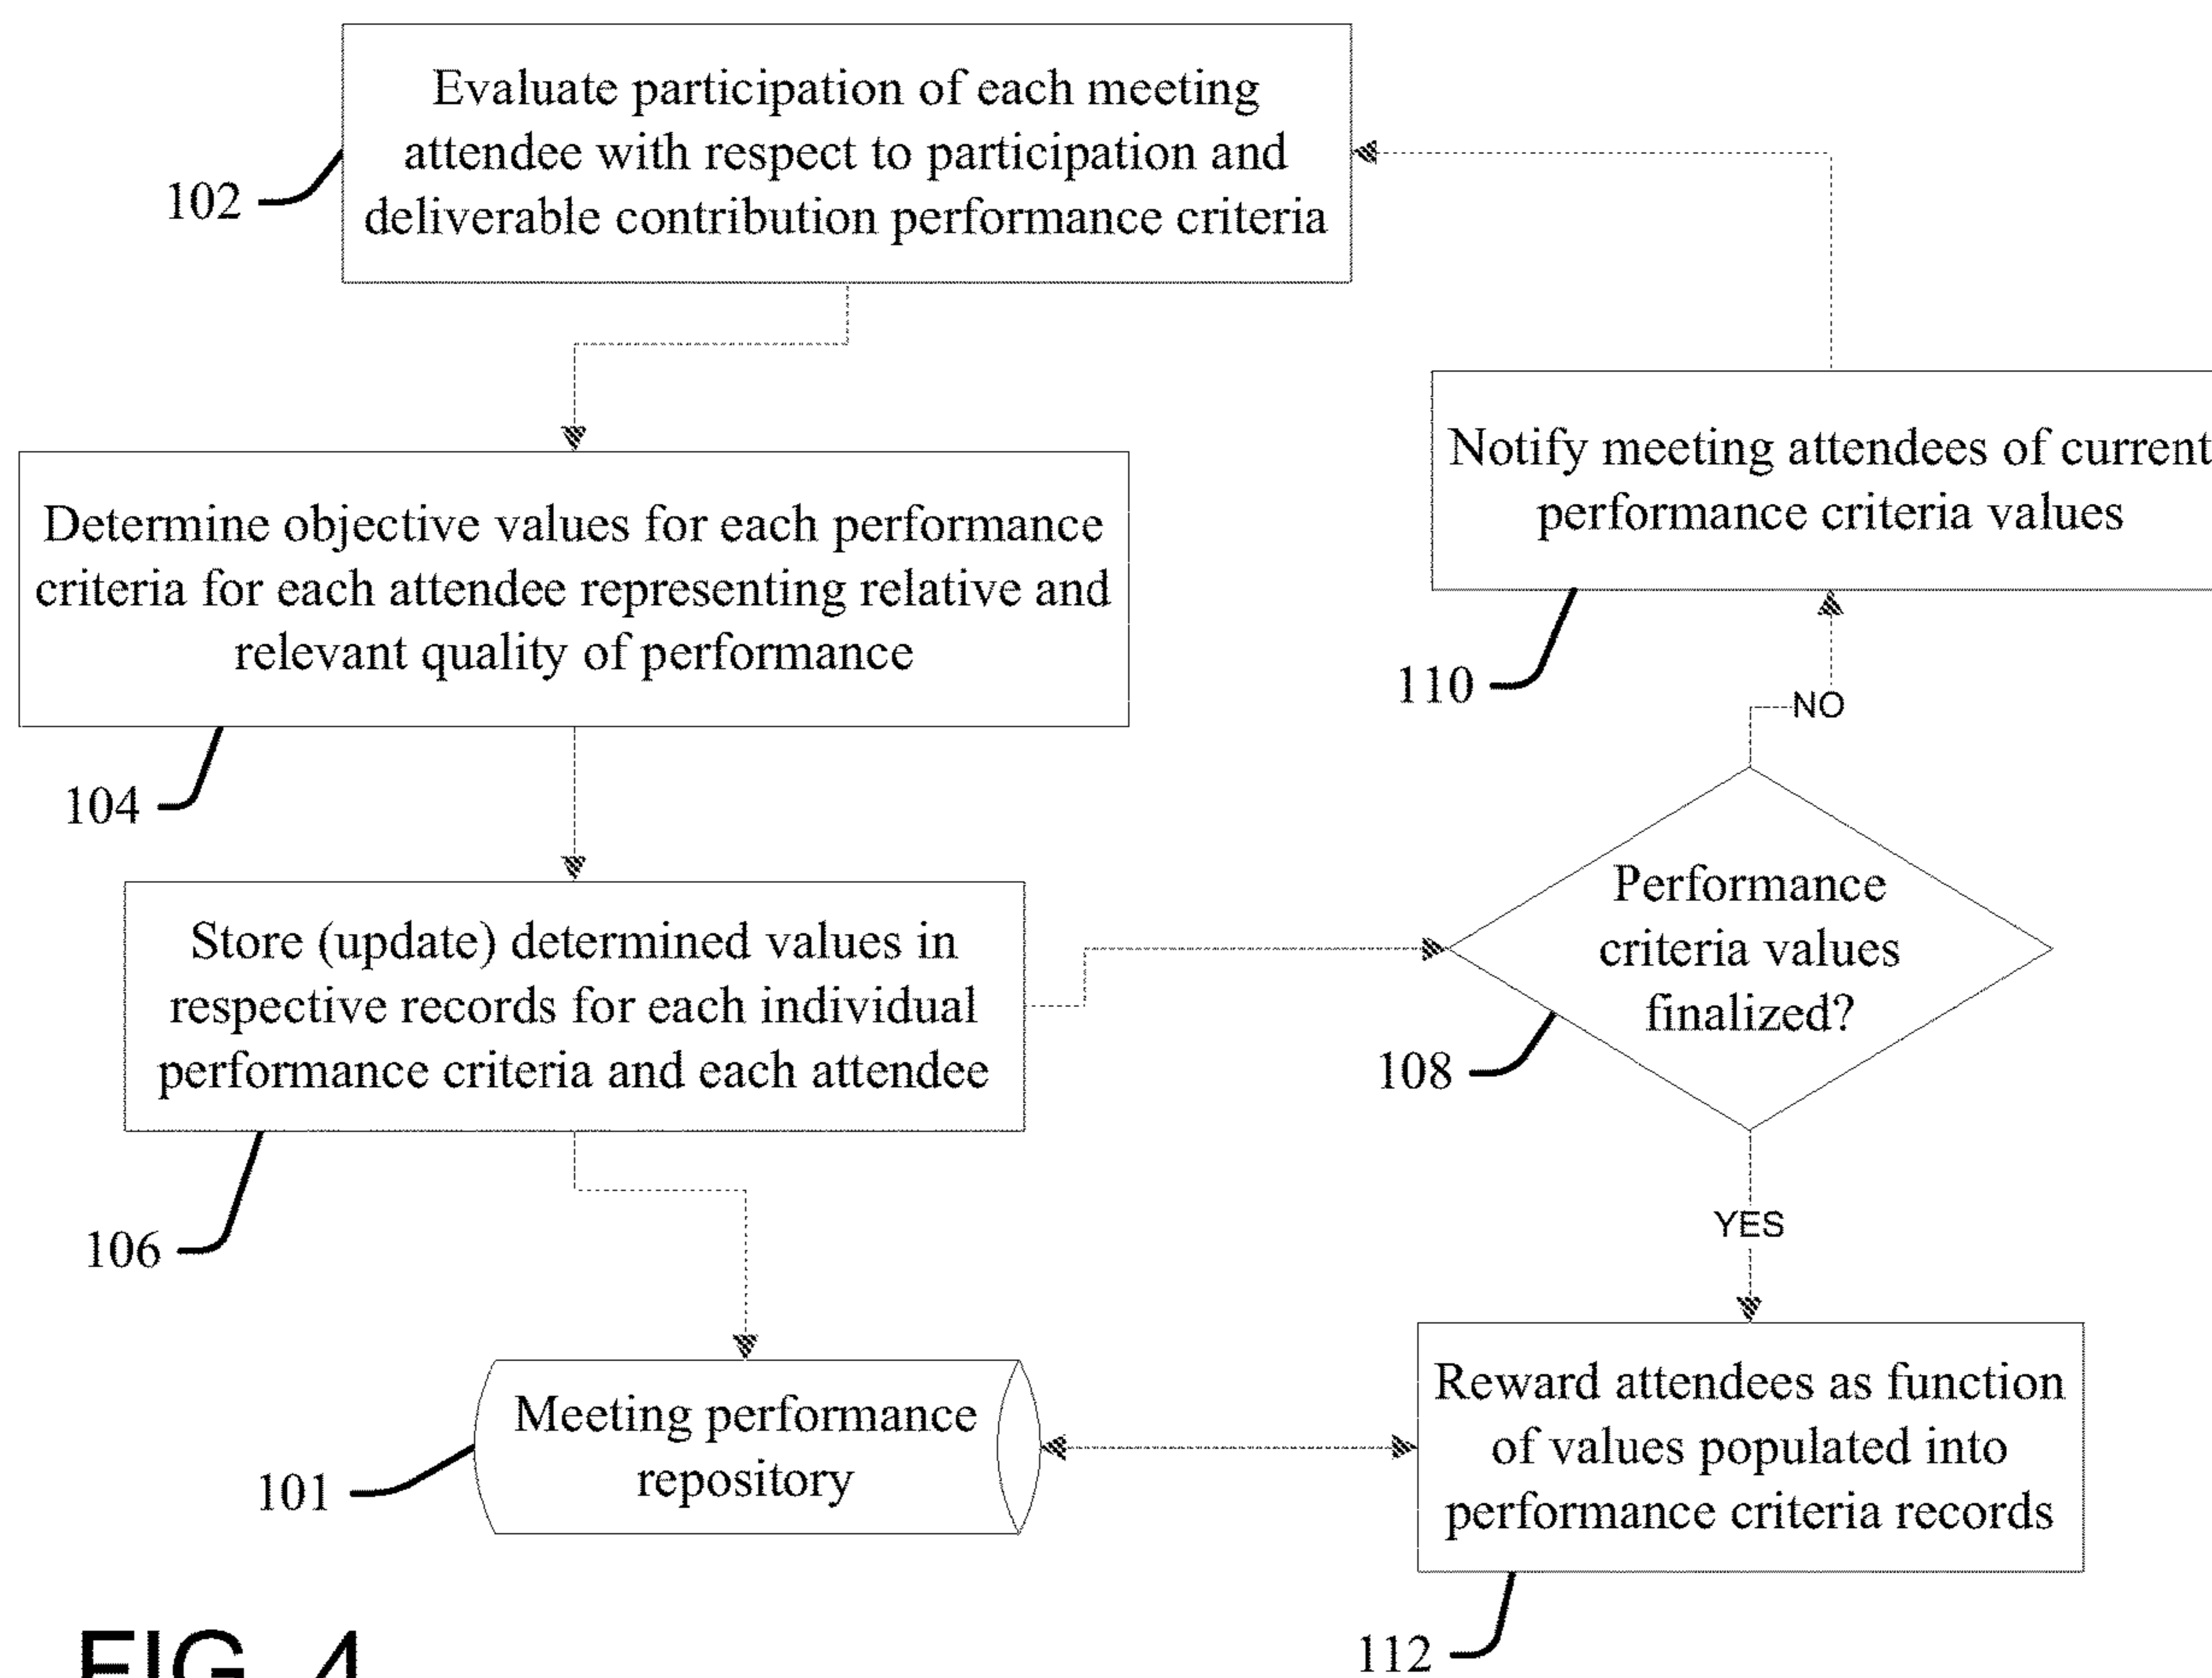 Evaluate participation of each meeting
attendee with respect to participation and
deliverable contribution performance criteria
102
Determine objective values for each performance
criteria for each attendee representing relative and
relevant quality of performance
104
Store (update) determined values in
respective records for each individual
performance criteria and each attendee
106
Meeting performance
repository
101
Notify meeting attendees of current
performance criteria values
110
NO
Performance
criteria values
finalized?
108
YES
Reward attendees as function
of values populated into
performance criteria records
112
FIG. 4